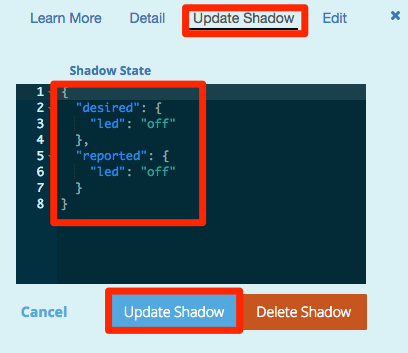 Learn More Detail Update Shadow Edit ×
Shadow State
1 {
2   "desired": {
3     "led": "off"
4   },
5   "reported": {
6     "led": "off"
7   }
8 }
Cancel Update Shadow Delete Shadow